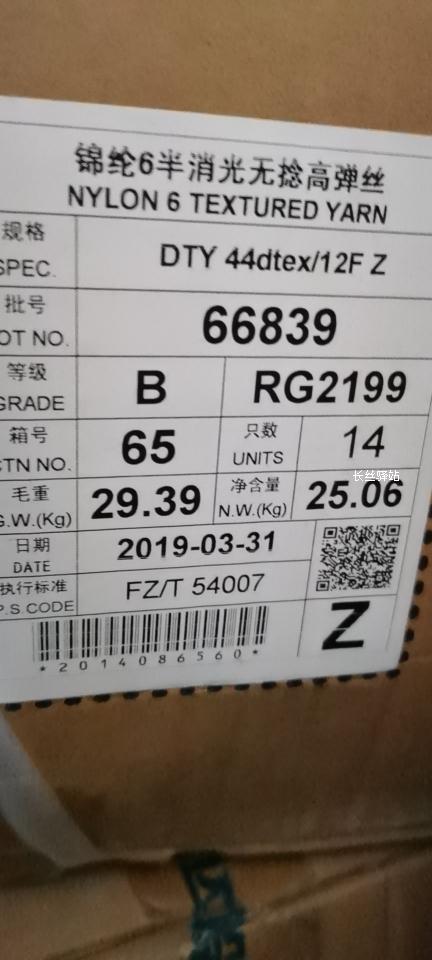 锦纶6半消光无捻高弹丝
NYLON 6 TEXTURED YARN
规格
SPEC.
DTY 44dtex/12F Z
批号
OT NO.
66839
等级
GRADE
B
RG2199
箱号
CTN NO.
65
只数
UNITS
14
毛重
G.W.(Kg)
29.39
净含量
N.W.(Kg)
25.06
长丝驿站
日期
DATE
2019-03-31
执行标准
P.S CODE
FZ/T 54007
Z
*2014086560*